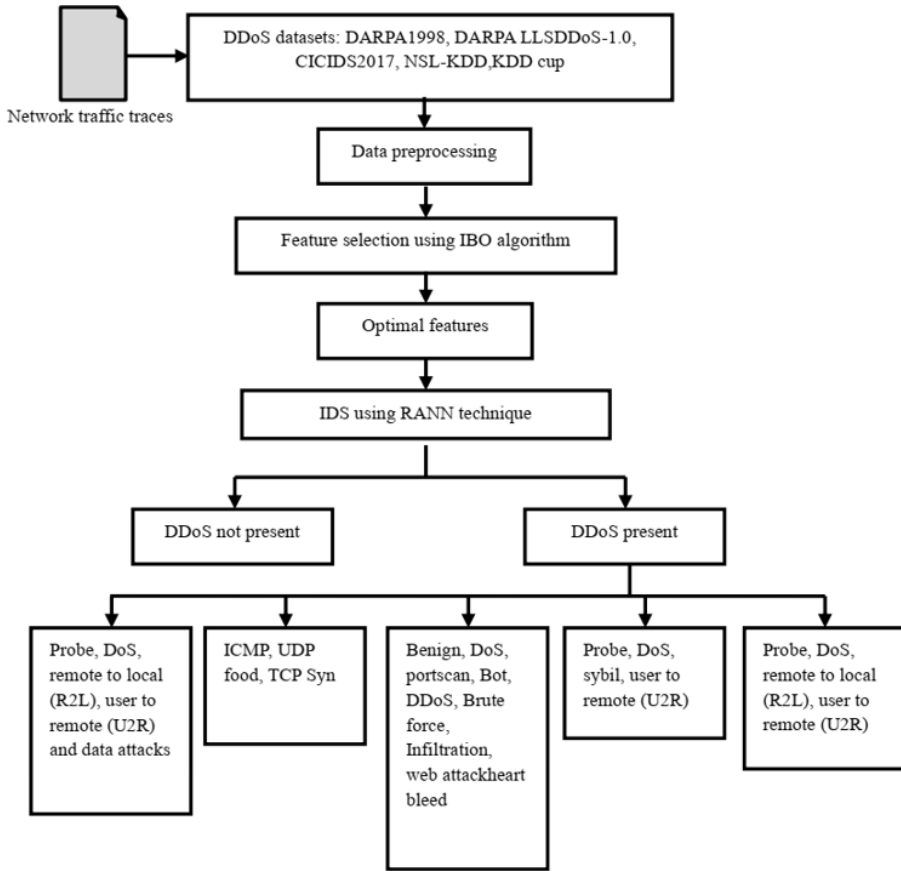 DDoS datasets: DARPA1998, DARPA LLSDDoS-1.0,
CICIDS2017, NSL-KDD,KDD cup
Network traffic traces
Data preprocessing
Feature selection using IBO algorithm
Optimal features
IDS using RANN technique
DDoS not present
DDoS present
Probe, DoS,
remote to local
(R2L), user to
remote (U2R)
and data attacks
ICMP, UDP
food, TCP Syn
Benign, DoS,
portscan, Bot,
DDoS, Brute
force,
Infiltration,
web attackheart
bleed
Probe, DoS,
sybil, user to
remote (U2R)
Probe, DoS,
remote to local
(R2L), user to
remote (U2R)